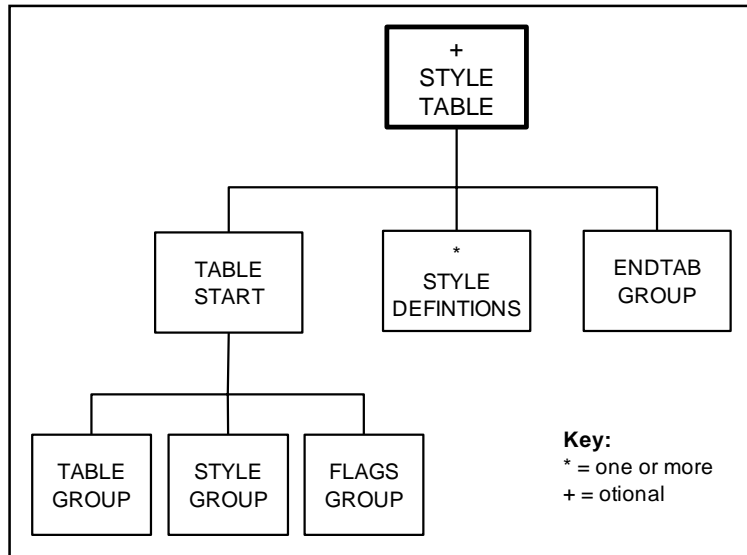 +
STYLE
TABLE
TABLE
START
*
STYLE
DEFINTIONS
ENDTAB
GROUP
TABLE
GROUP
STYLE
GROUP
FLAGS
GROUP
Key:
* = one or more
+ = otional